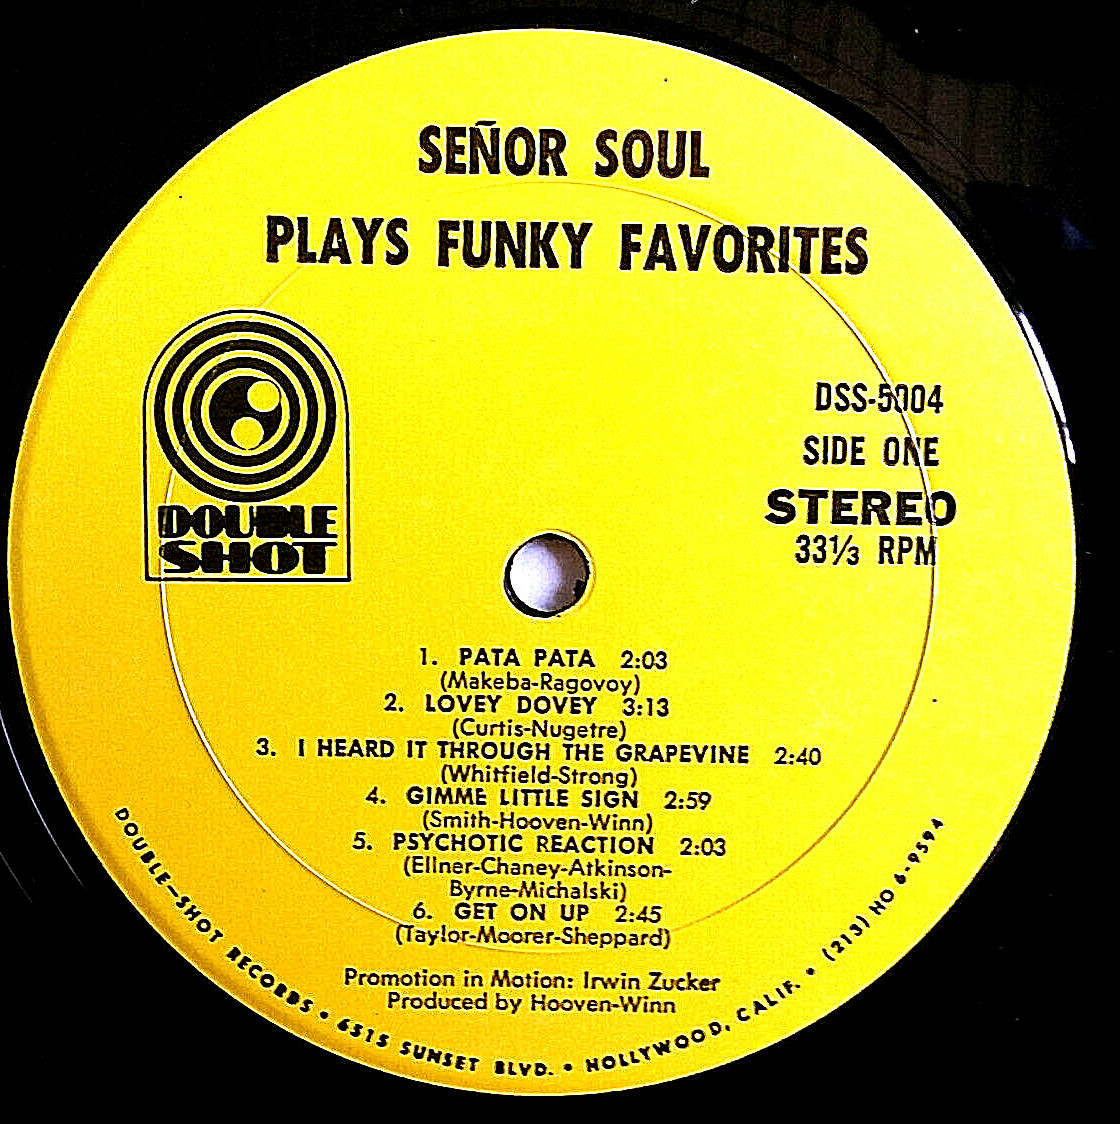 SEÑOR SOUL
PLAYS FUNKY FAVORITES
DOUBLE
SHOT
DSS-5004
SIDE ONE
STEREO
33⅓ RPM
1. PATA PATA 2:03
(Makeba-Ragovoy)
2. LOVEY DOVEY 3:13
(Curtis-Nugetre)
3. I HEARD IT THROUGH THE GRAPEVINE 2:40
(Whitfield-Strong)
4. GIMME LITTLE SIGN 2:59
(Smith-Hooven-Winn)
5. PSYCHOTIC REACTION 2:03
(Ellner-Chaney-Atkinson-
Byrne-Michalski)
6. GET ON UP 2:45
(Taylor-Moorer-Sheppard)
Promotion in Motion: Irwin Zucker
Produced by Hooven-Winn
DOUBLE-SHOT RECORDS • 6515 SUNSET BLVD. • HOLLYWOOD, CALIF. • (213) HO 6-9594